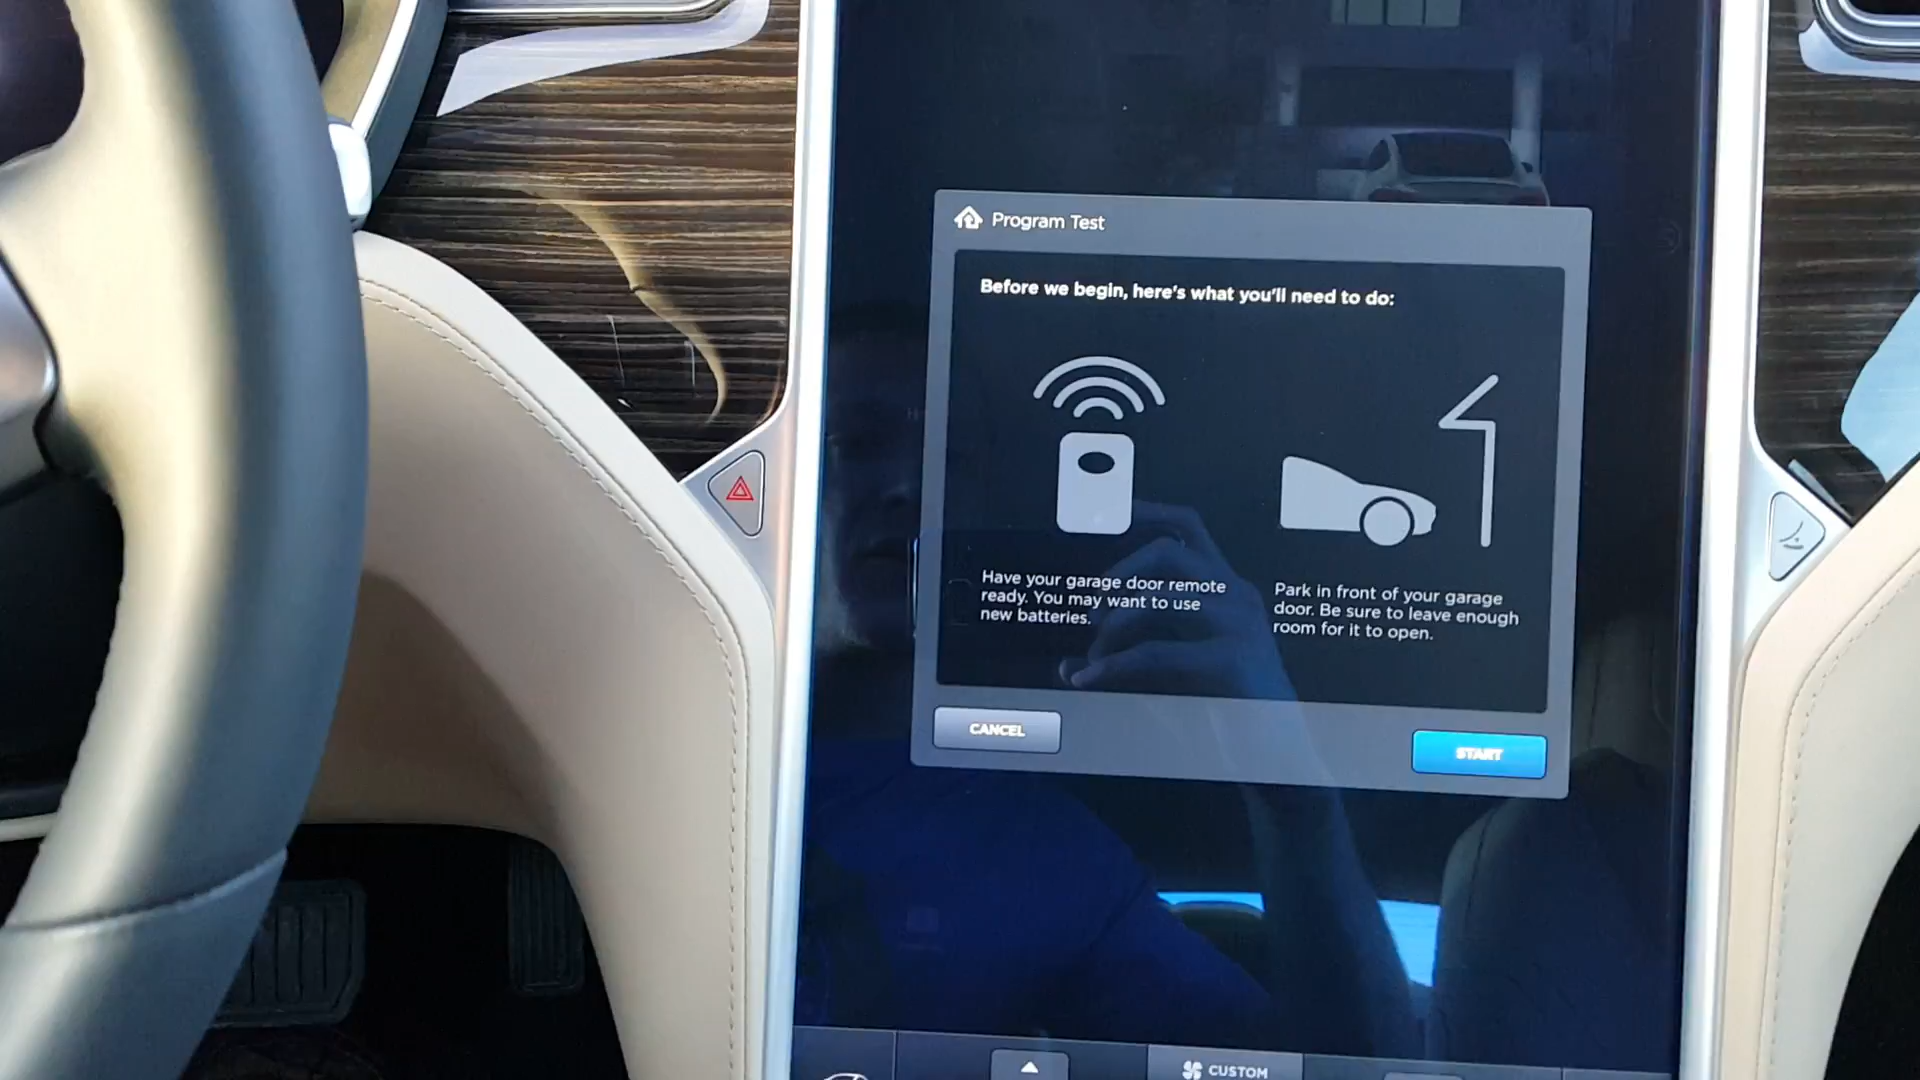 Program Test
Before we begin, here's what you'll need to do:
Have your garage door remote
ready. You may want to use
new batteries.
Park in front of your garage
door. Be sure to leave enough
room for it to open.
CANCEL
START
CUSTOM